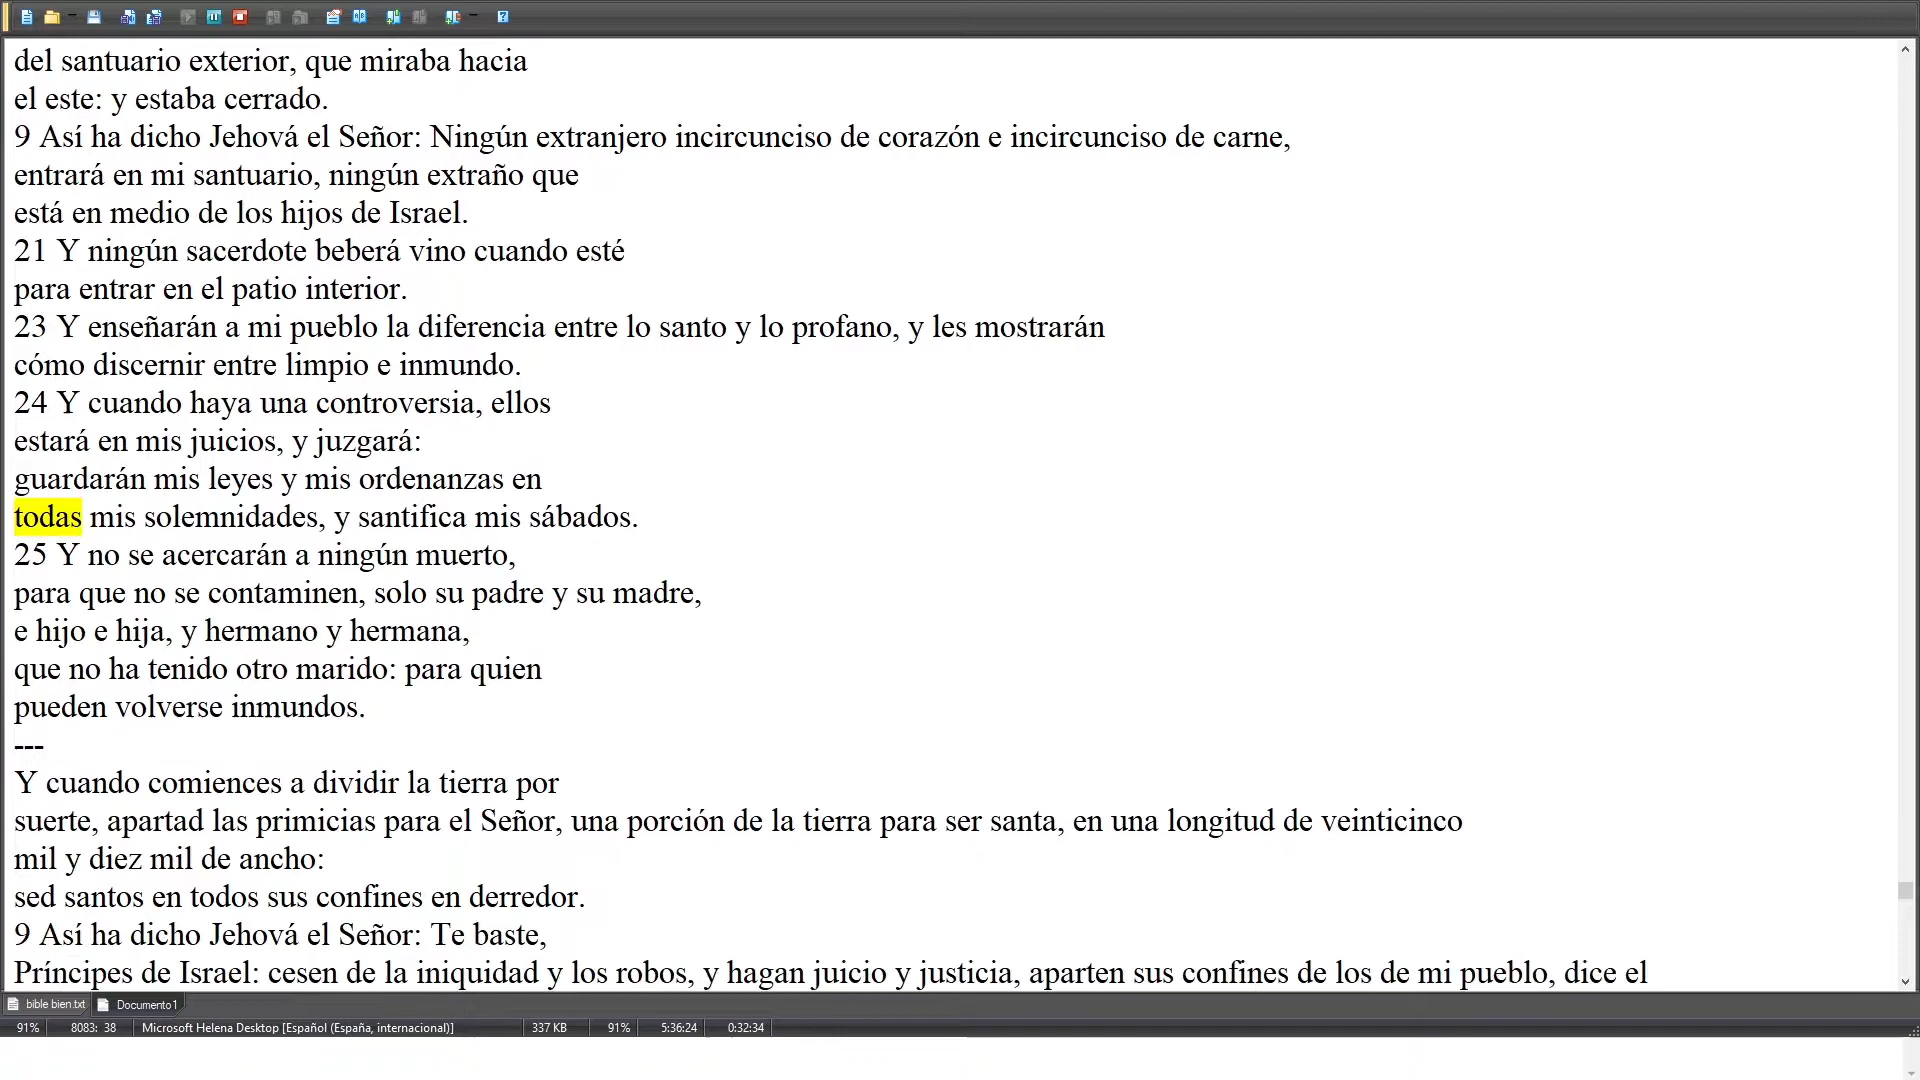 del santuario exterior, que miraba hacia
el este: y estaba cerrado.
9 Así ha dicho Jehová el Señor: Ningún extranjero incircunciso de corazón e incircunciso de carne,
entrará en mi santuario, ningún extraño que
está en medio de los hijos de Israel.
21 Y ningún sacerdote beberá vino cuando esté
para entrar en el patio interior.
23 Y enseñarán a mi pueblo la diferencia entre lo santo y lo profano, y les mostrarán
cómo discernir entre limpio e inmundo.
24 Y cuando haya una controversia, ellos
estará en mis juicios, y juzgará:
guardarán mis leyes y mis ordenanzas en
todas mis solemnidades, y santifica mis sábados.
25 Y no se acercarán a ningún muerto,
para que no se contaminen, solo su padre y su madre,
e hijo e hija, y hermano y hermana,
que no ha tenido otro marido: para quien
pueden volverse inmundos.
---
Y cuando comiences a dividir la tierra por
suerte, apartad las primicias para el Señor, una porción de la tierra para ser santa, en una longitud de veinticinco
mil y diez mil de ancho:
sed santos en todos sus confines en derredor.
9 Así ha dicho Jehová el Señor: Te baste,
Príncipes de Israel: cesen de la iniquidad y los robos, y hagan juicio y justicia, aparten sus confines de los de mi pueblo, dice el
bible bien.txt Documento1
91% 8083: 38 Microsoft Helena Desktop [Español (España, internacional)] 337 KB 91% 5:36:24 0:32:34